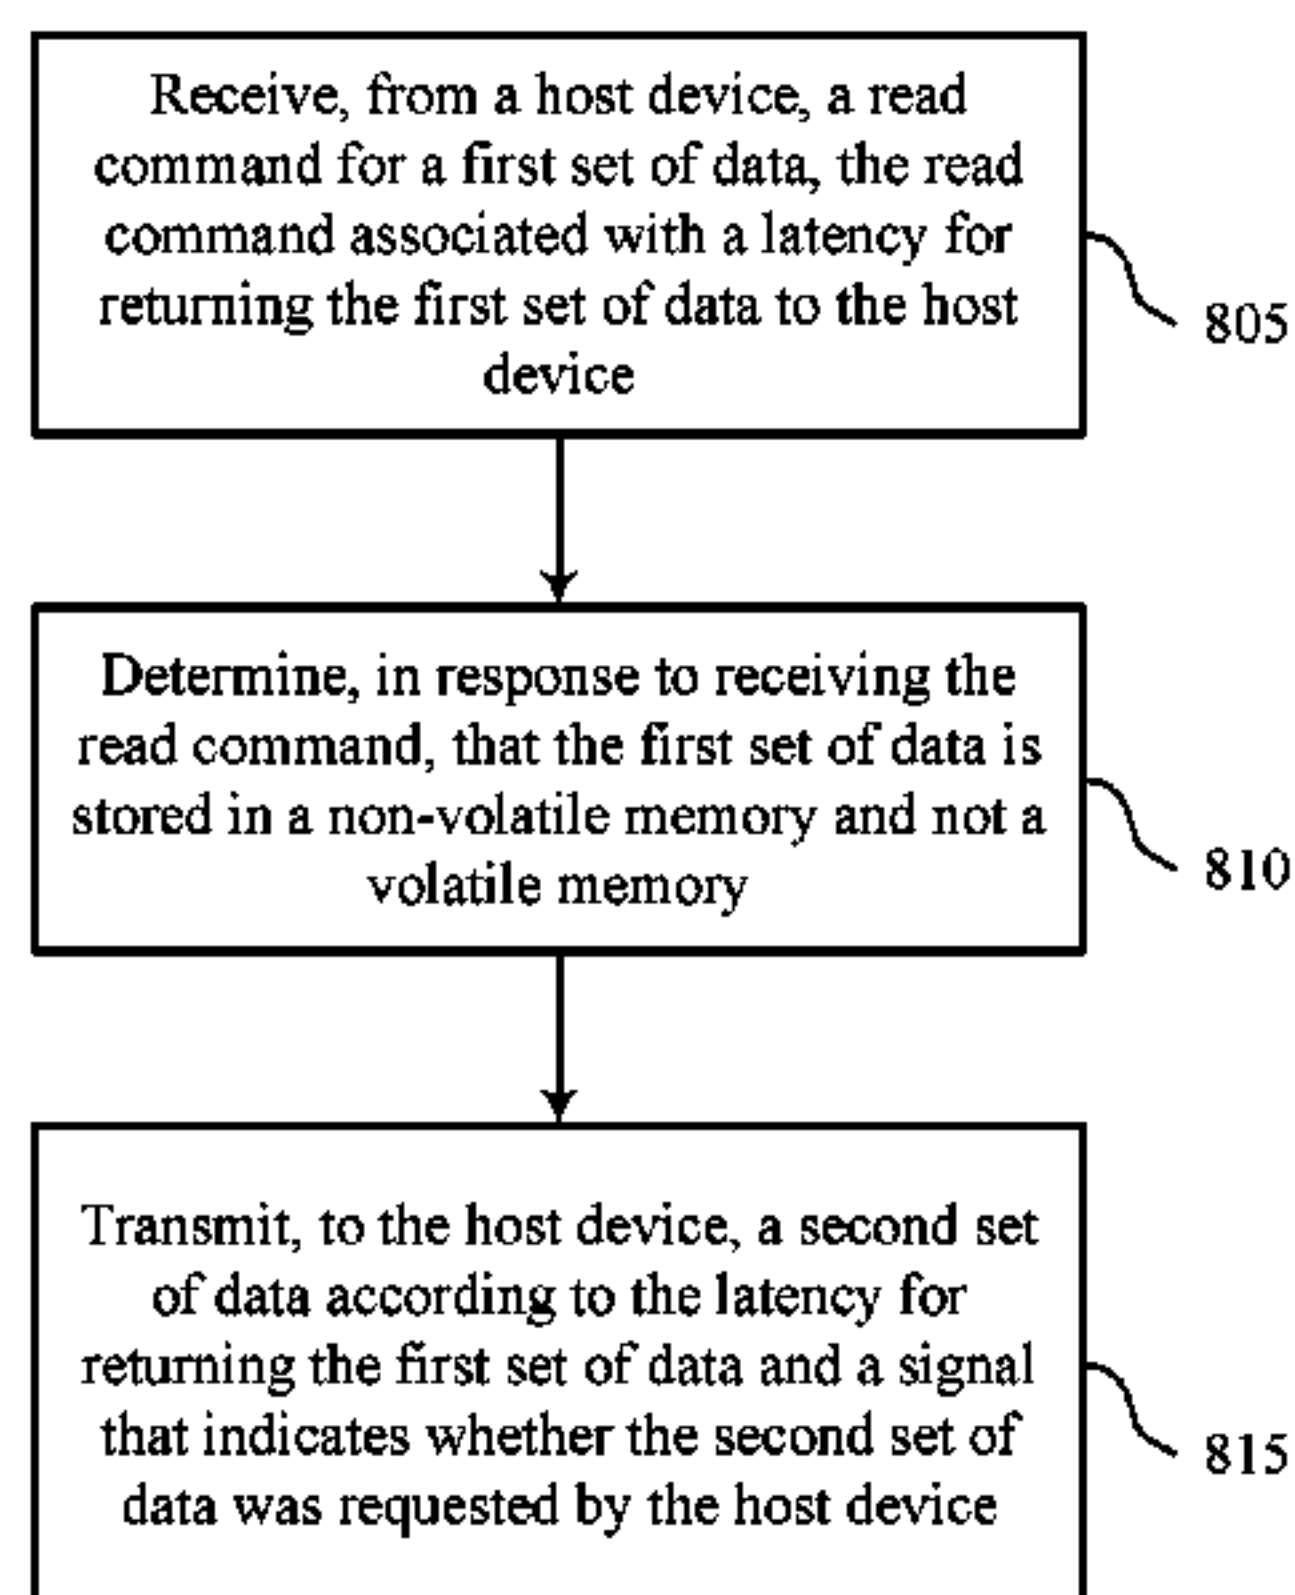 Receive, from a host device, a read
command for a first set of data, the read
command associated with a latency for
returning the first set of data to the host
device
805
Determine, in response to receiving the
read command, that the first set of data is
stored in a non-volatile memory and not a
volatile memory
810
Transmit, to the host device, a second set
of data according to the latency for
returning the first set of data and a signal
that indicates whether the second set of
data was requested by the host device
815